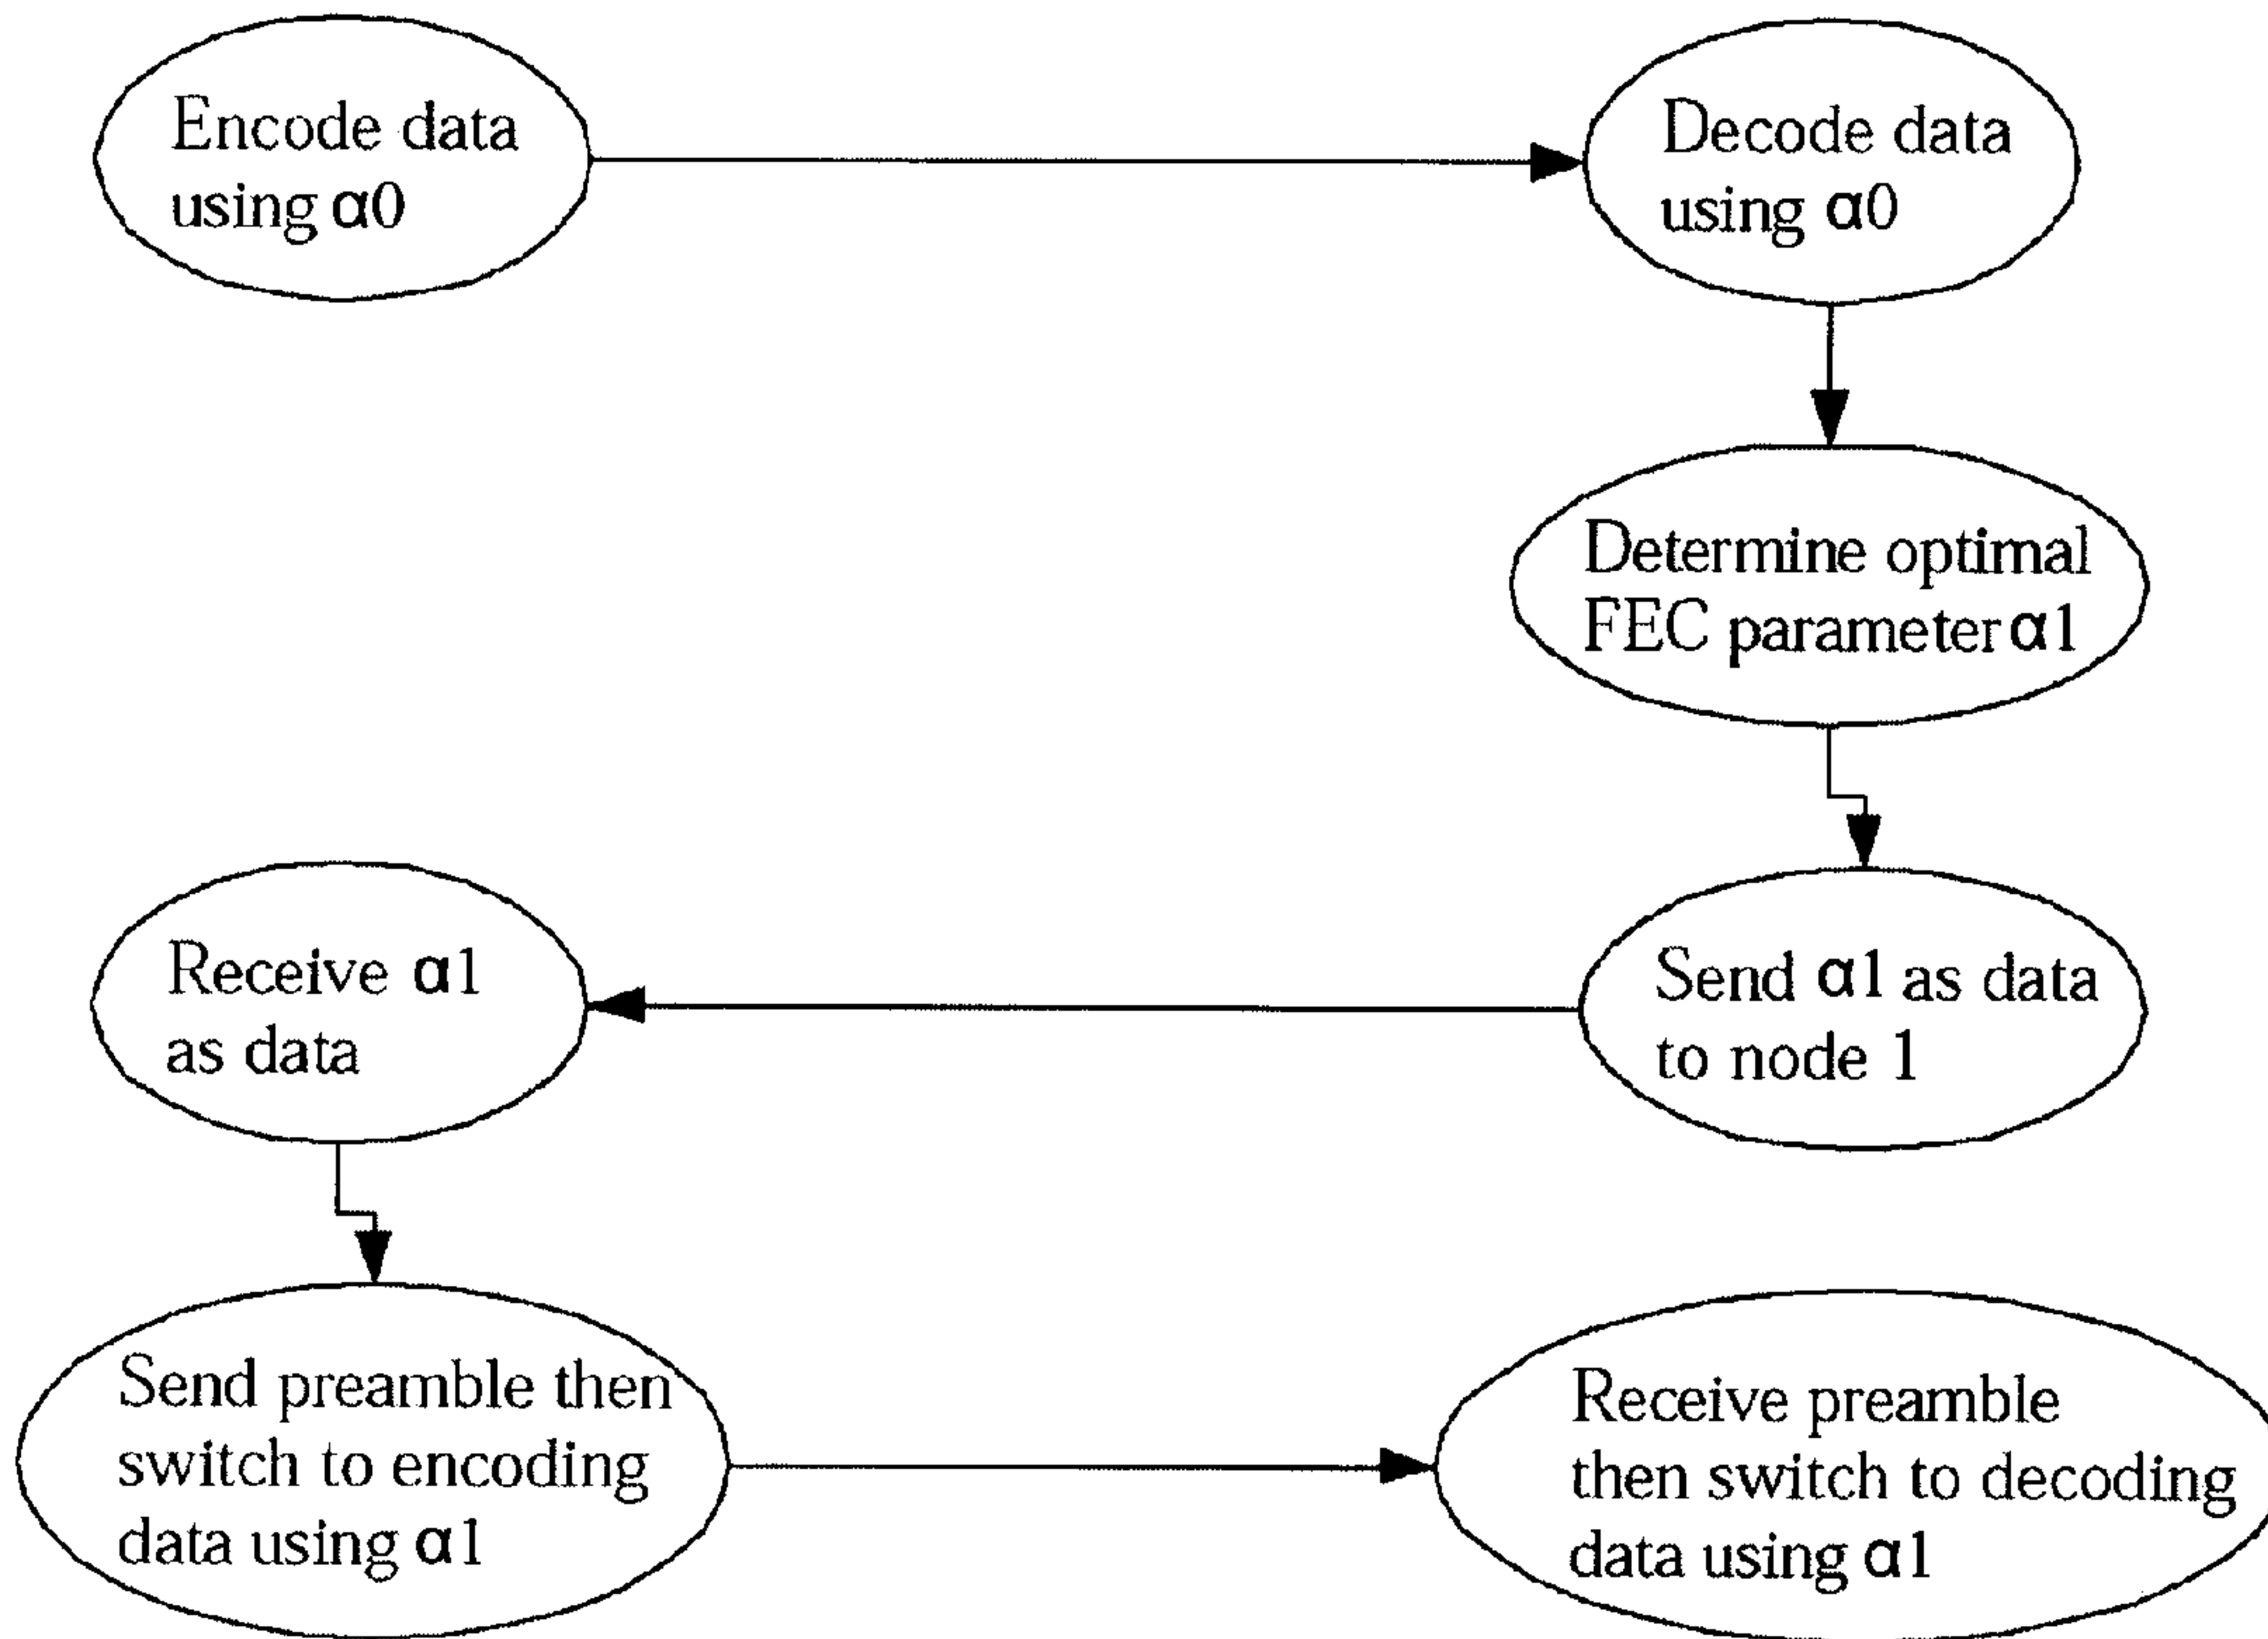 Encode data
using α0
Decode data
using α0
Determine optimal
FEC parameter α1
Send α1 as data
to node 1
Receive α1
as data
Send preamble then
switch to encoding
data using α1
Receive preamble
then switch to decoding
data using α1